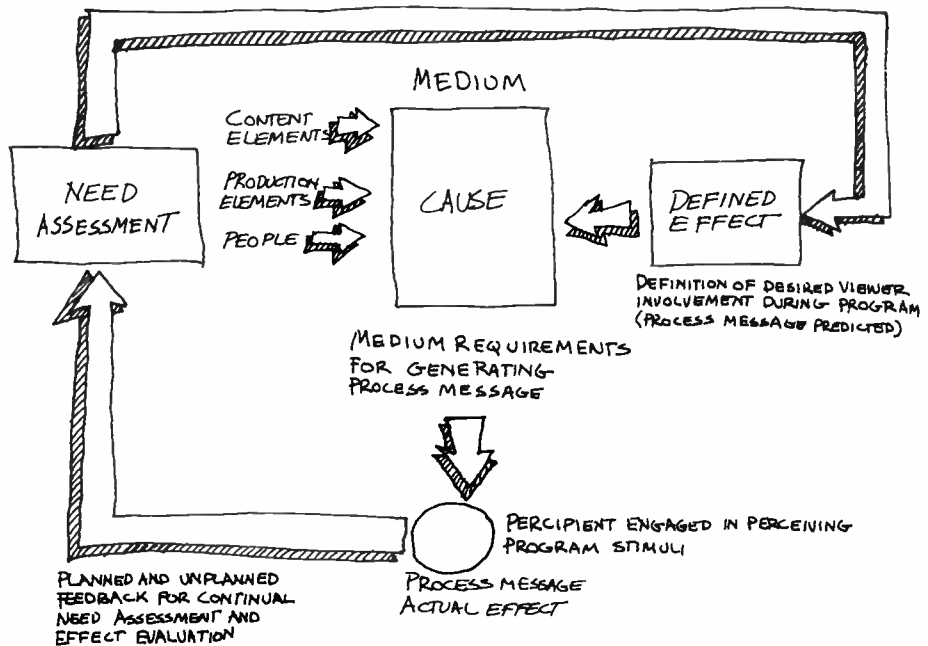 MEDIUM
CONTENT
ELEMENTS
PRODUCTION
ELEMENTS
PEOPLE
NEED
ASSESSMENT
CAUSE
DEFINED
EFFECT
DEFINITION OF DESIRED VIEWER
INVOLVEMENT DURING PROGRAM
(PROCESS MESSAGE PREDICTED)
MEDIUM REQUIREMENTS
FOR GENERATING
PROCESS MESSAGE
PERCIPIENT ENGAGED IN PERCEIVING
PROGRAM STIMULI
PROCESS MESSAGE
ACTUAL EFFECT
PLANNED AND UNPLANNED
FEEDBACK FOR CONTINUAL
NEED ASSESSMENT AND
EFFECT EVALUATION